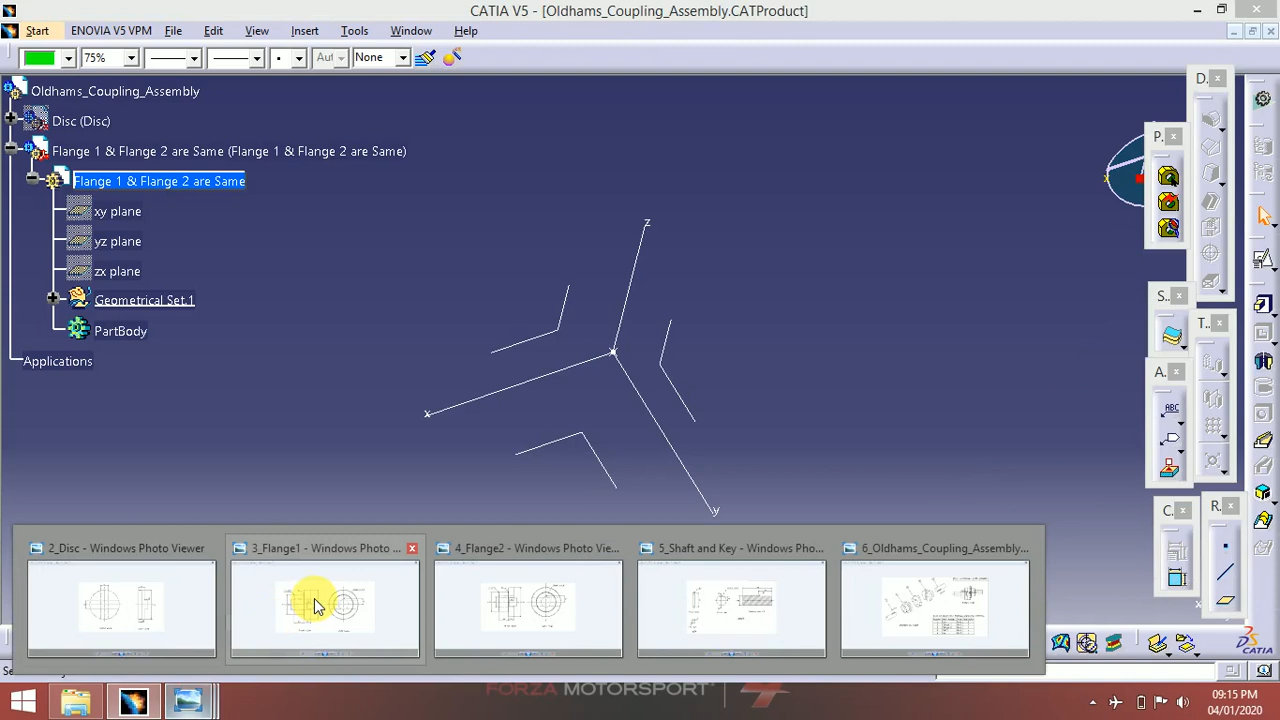 CATIA V5 - [Oldhams_Coupling_Assembly.CATProduct]
Start ENOVIA V5 VPM File Edit View Insert Tools Window Help
75% Aut None
Oldhams_Coupling_Assembly
Disc (Disc)
Flange 1 & Flange 2 are Same (Flange 1 & Flange 2 are Same)
Flange 1 & Flange 2 are Same
xy plane
yz plane
zx plane
Geometrical Set.1
PartBody
Applications
z
x
y
D.
P.
S..
T..
A.
ABC
C.
R.
2_Disc - Windows Photo Viewer
3_Flange1 - Windows Photo ...
4_Flange2 - Windows Photo Vie...
5_Shaft and Key - Windows Pho...
6_Oldhams_Coupling_Assembly...
CATIA
FORZA MOTORSPORT
09:15 PM
04/01/2020